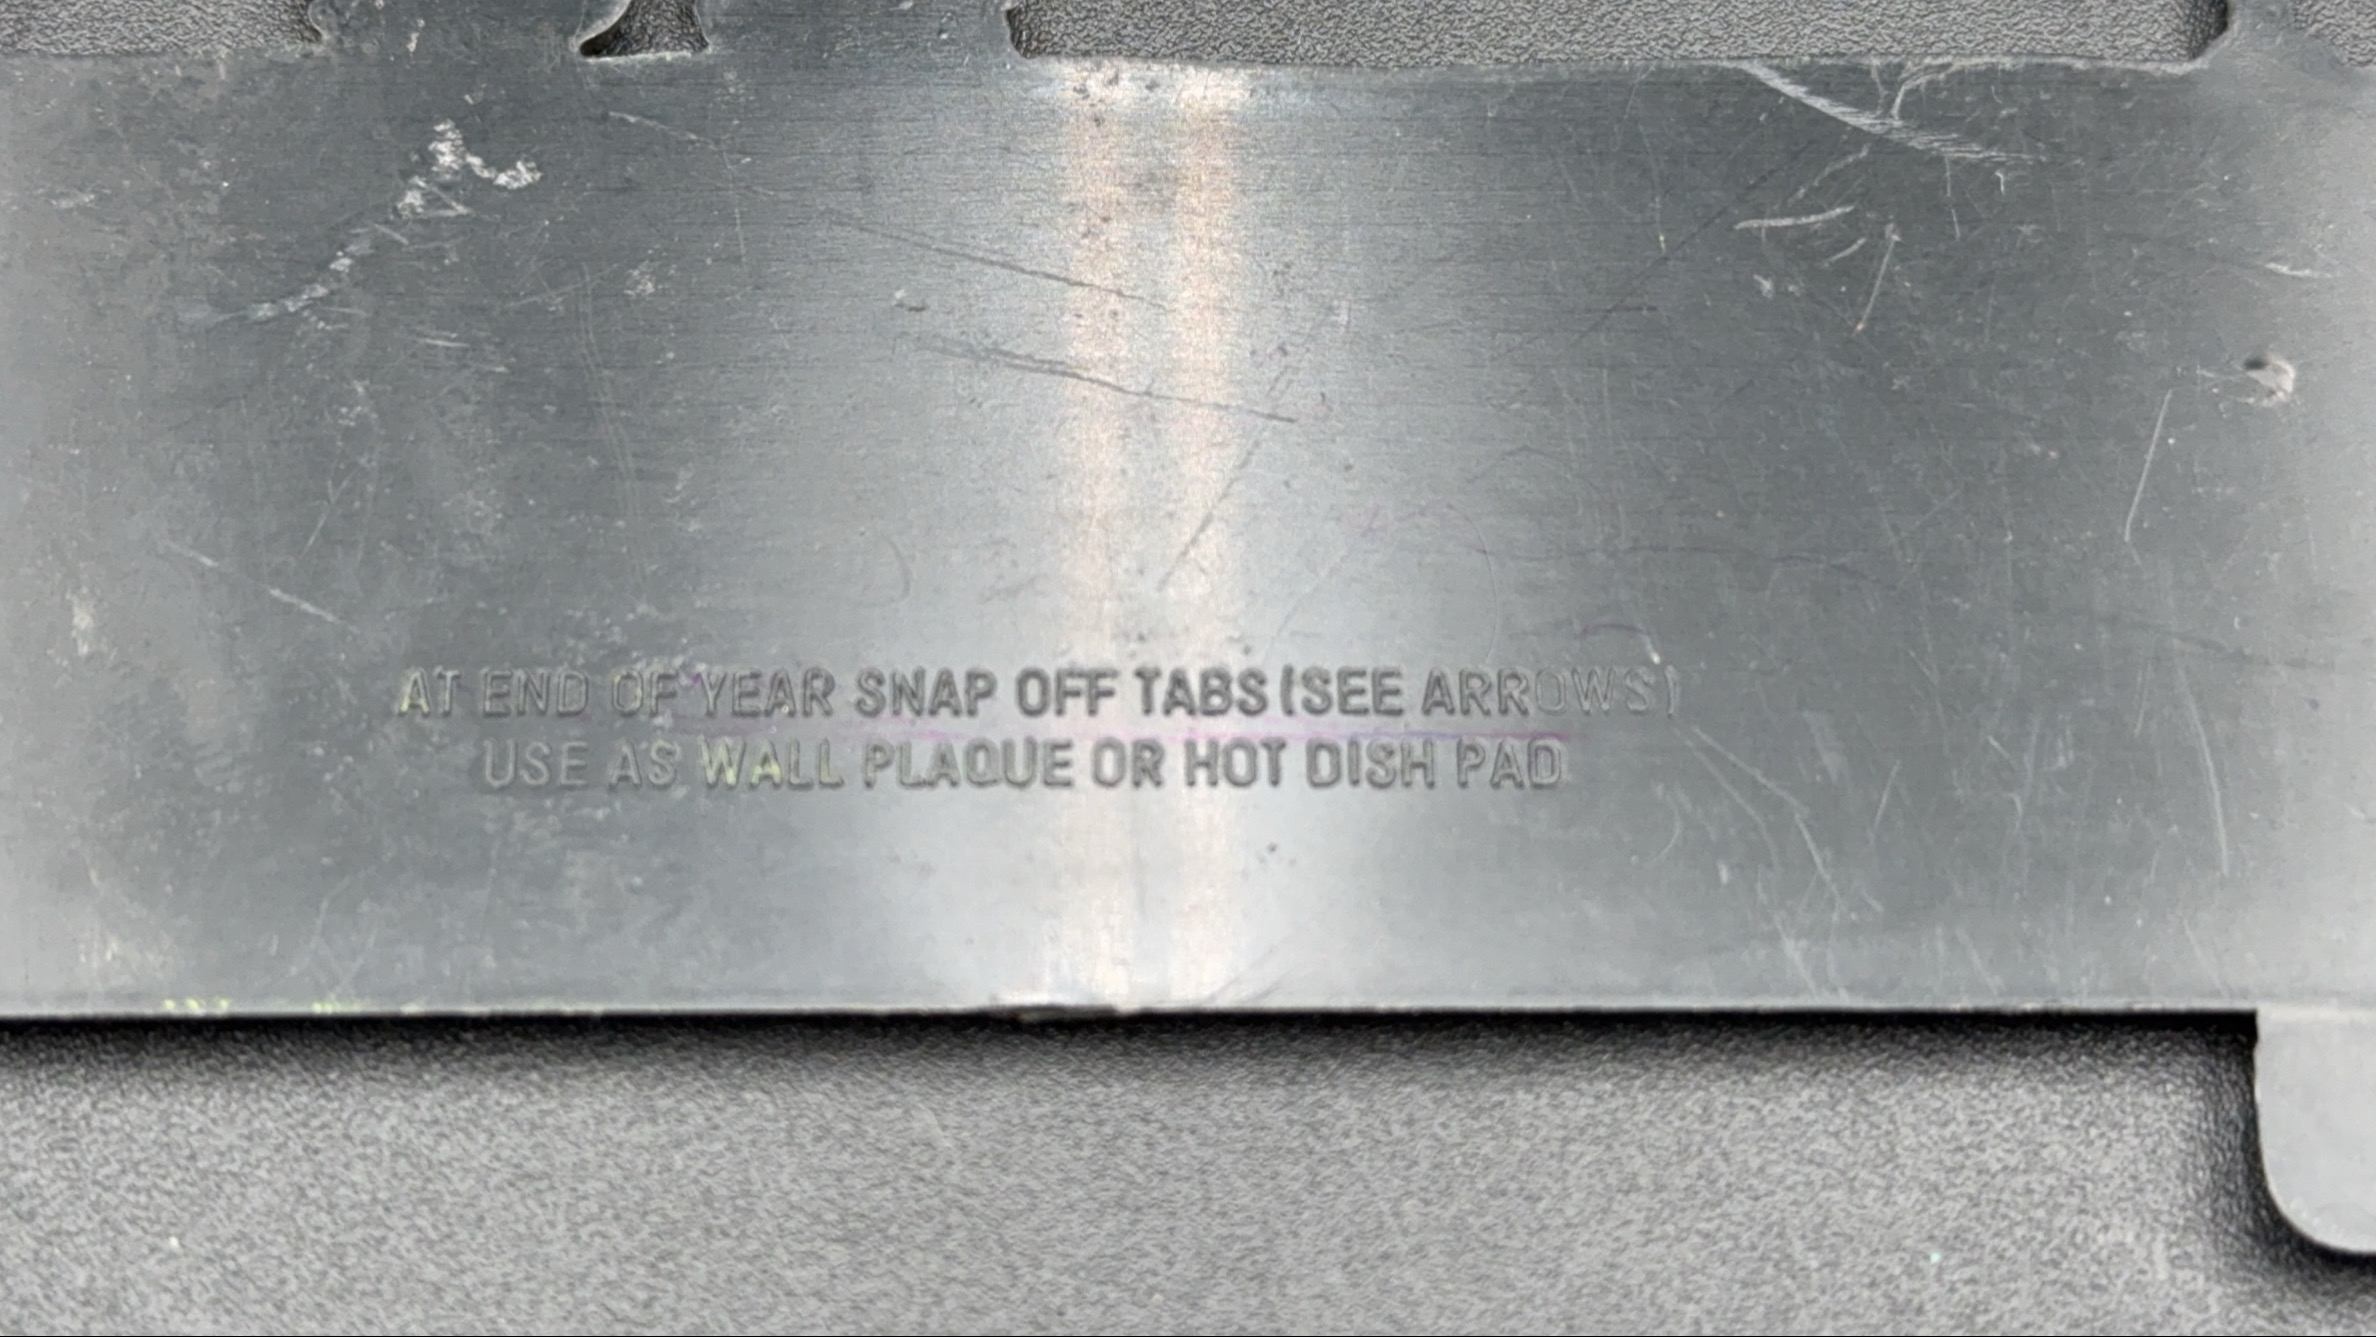 AT END OF YEAR SNAP OFF TABS (SEE ARROWS)
USE AS WALL PLAQUE OR HOT DISH PAD